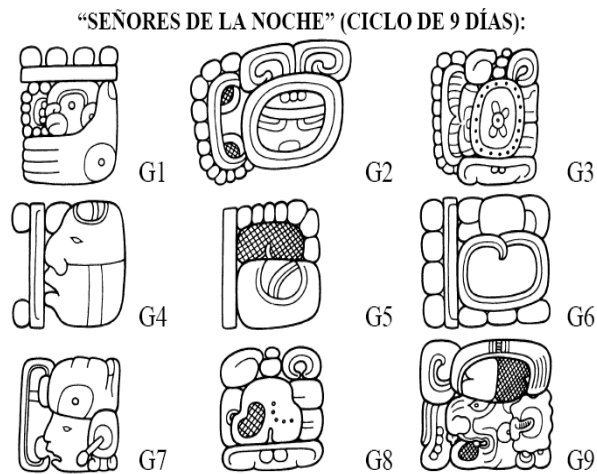 “SEÑORES DE LA NOCHE” (CICLO DE 9 DÍAS):
G1 G2 G3
G4 G5 G6
G7 G8 G9